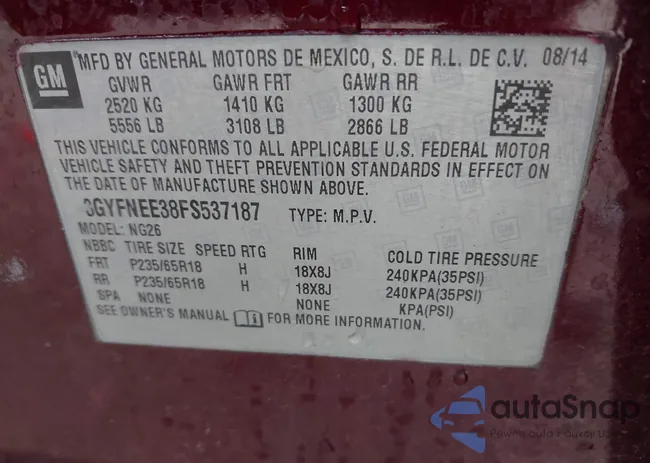 GM
MFD BY GENERAL MOTORS DE MEXICO, S. DE R.L. DE C.V. 08/14
GVWR GAWR FRT GAWR RR
2520 KG 1410 KG 1300 KG
5556 LB 3108 LB 2866 LB
THIS VEHICLE CONFORMS TO ALL APPLICABLE U.S. FEDERAL MOTOR
VEHICLE SAFETY AND THEFT PREVENTION STANDARDS IN EFFECT ON
THE DATE OF MANUFACTURE SHOWN ABOVE.
3GYFNEE38FS537187 TYPE: M.P.V.
MODEL: NG26
NBBC TIRE SIZE SPEED RTG RIM COLD TIRE PRESSURE
FRT P235/65R18 H 18X8J 240KPA(35PSI)
RR P235/65R18 H 18X8J 240KPA(35PSI)
SPA NONE NONE KPA(PSI)
SEE OWNER'S MANUAL FOR MORE INFORMATION.
autaSnap